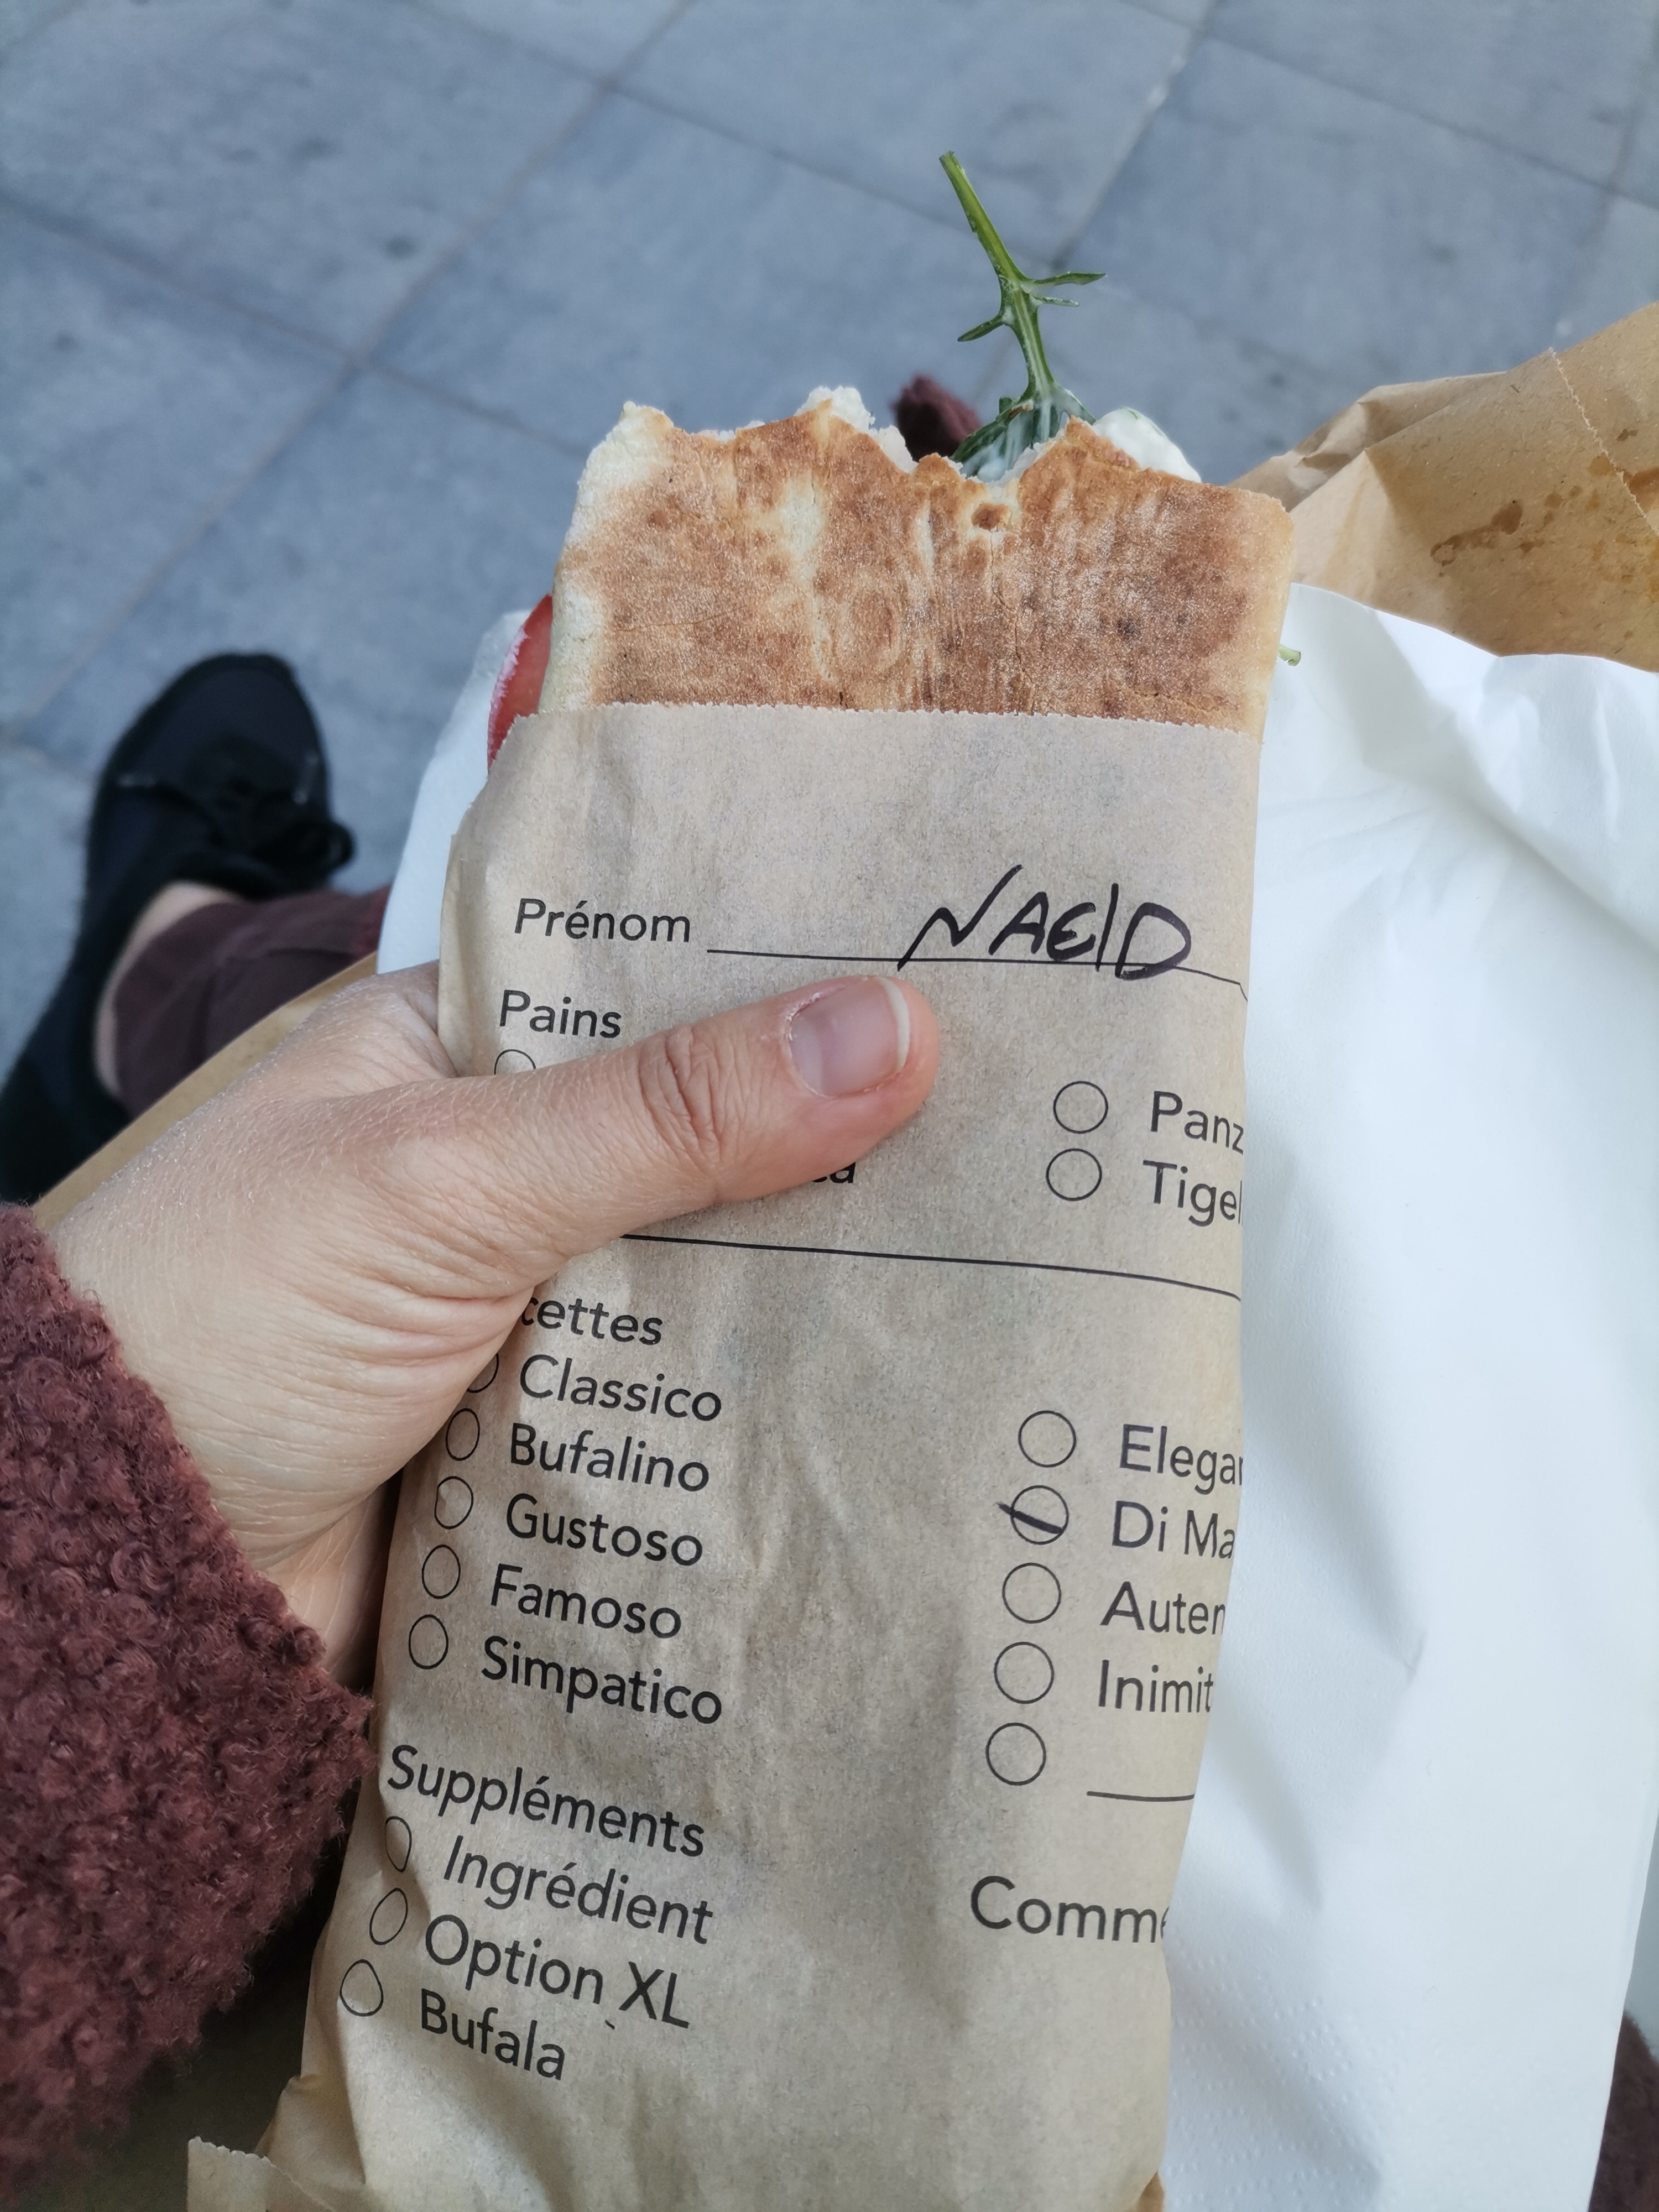 Prénom NAEID
Pains
Panz
Tigel
cettes
Classico
Bufalino
Gustoso
Famoso
Simpatico
Elegan
Di Ma
Auten
Inimit
Suppléments
Ingrédient
Option XL
Bufala
Comme